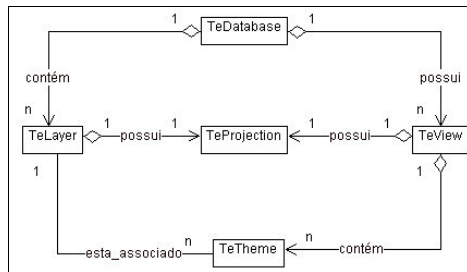 1 TeDatabase 1
contém possui
n n
TeLayer 1 possui 1 TeProjection 1 possui 1 TeView
1 1
n n
esta_associado TeTheme contém